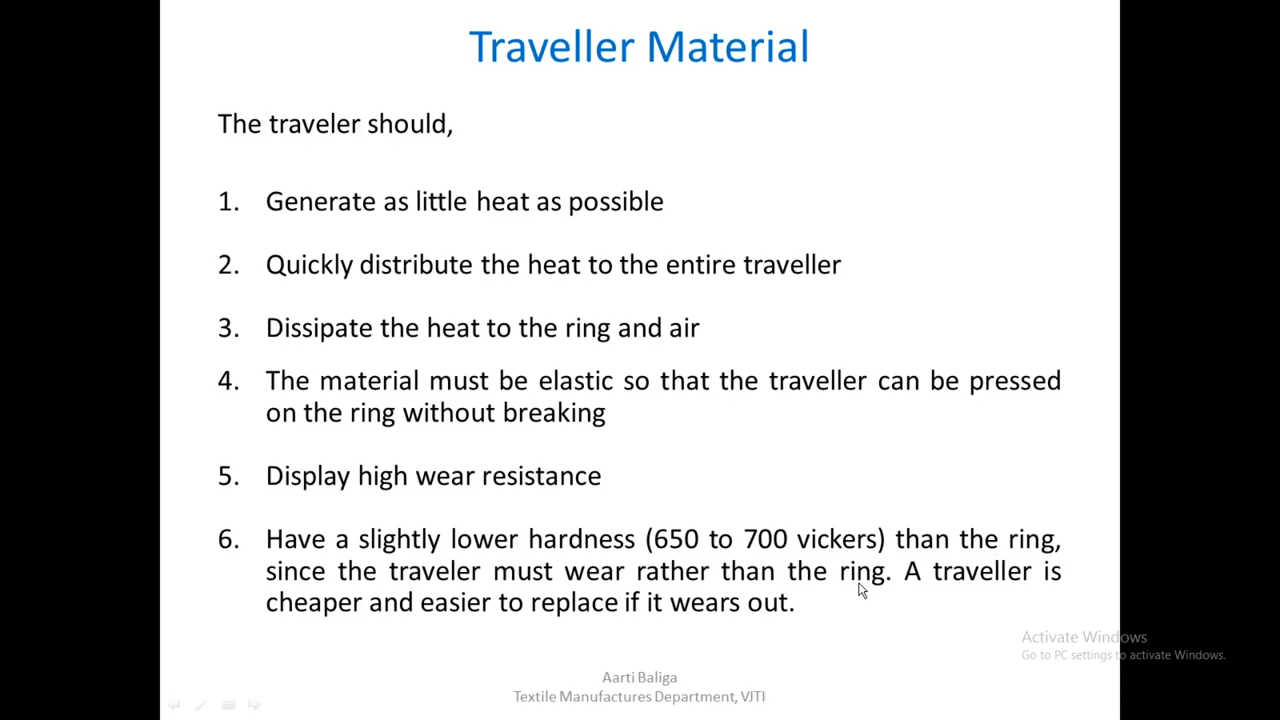 Traveller Material
The traveler should,
1. Generate as little heat as possible
2. Quickly distribute the heat to the entire traveller
3. Dissipate the heat to the ring and air
4. The material must be elastic so that the traveller can be pressed
on the ring without breaking
5. Display high wear resistance
6. Have a slightly lower hardness (650 to 700 vickers) than the ring,
since the traveler must wear rather than the ring. A traveller is
cheaper and easier to replace if it wears out.
Activate Windows
Go to PC settings to activate Windows.
Aarti Baliga
Textile Manufactures Department, VJTI